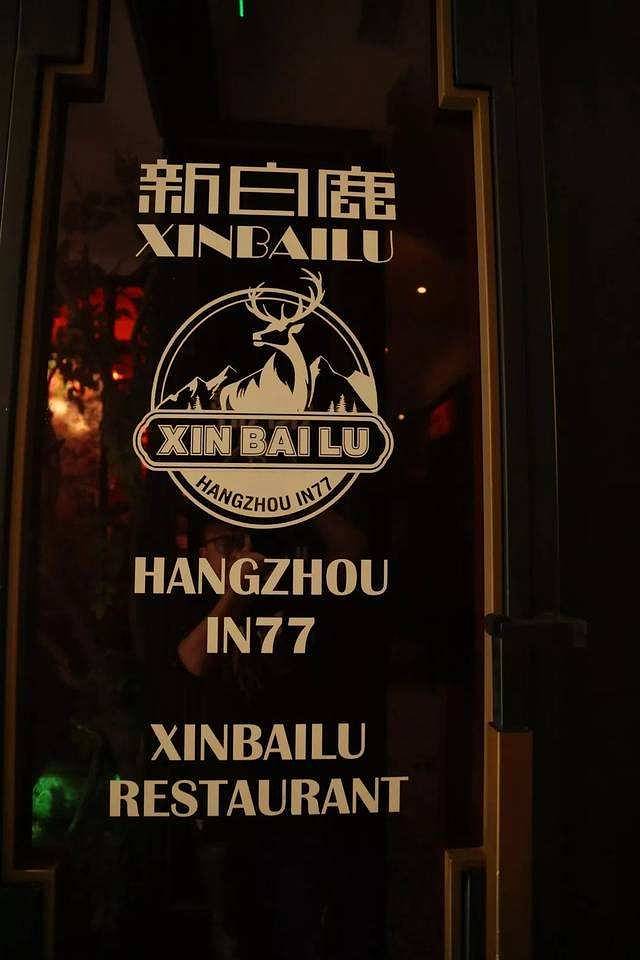 新白鹿
XINBAILU
XIN BAI LU
HANGZHOU IN77
HANGZHOU
IN77
XINBAILU
RESTAURANT